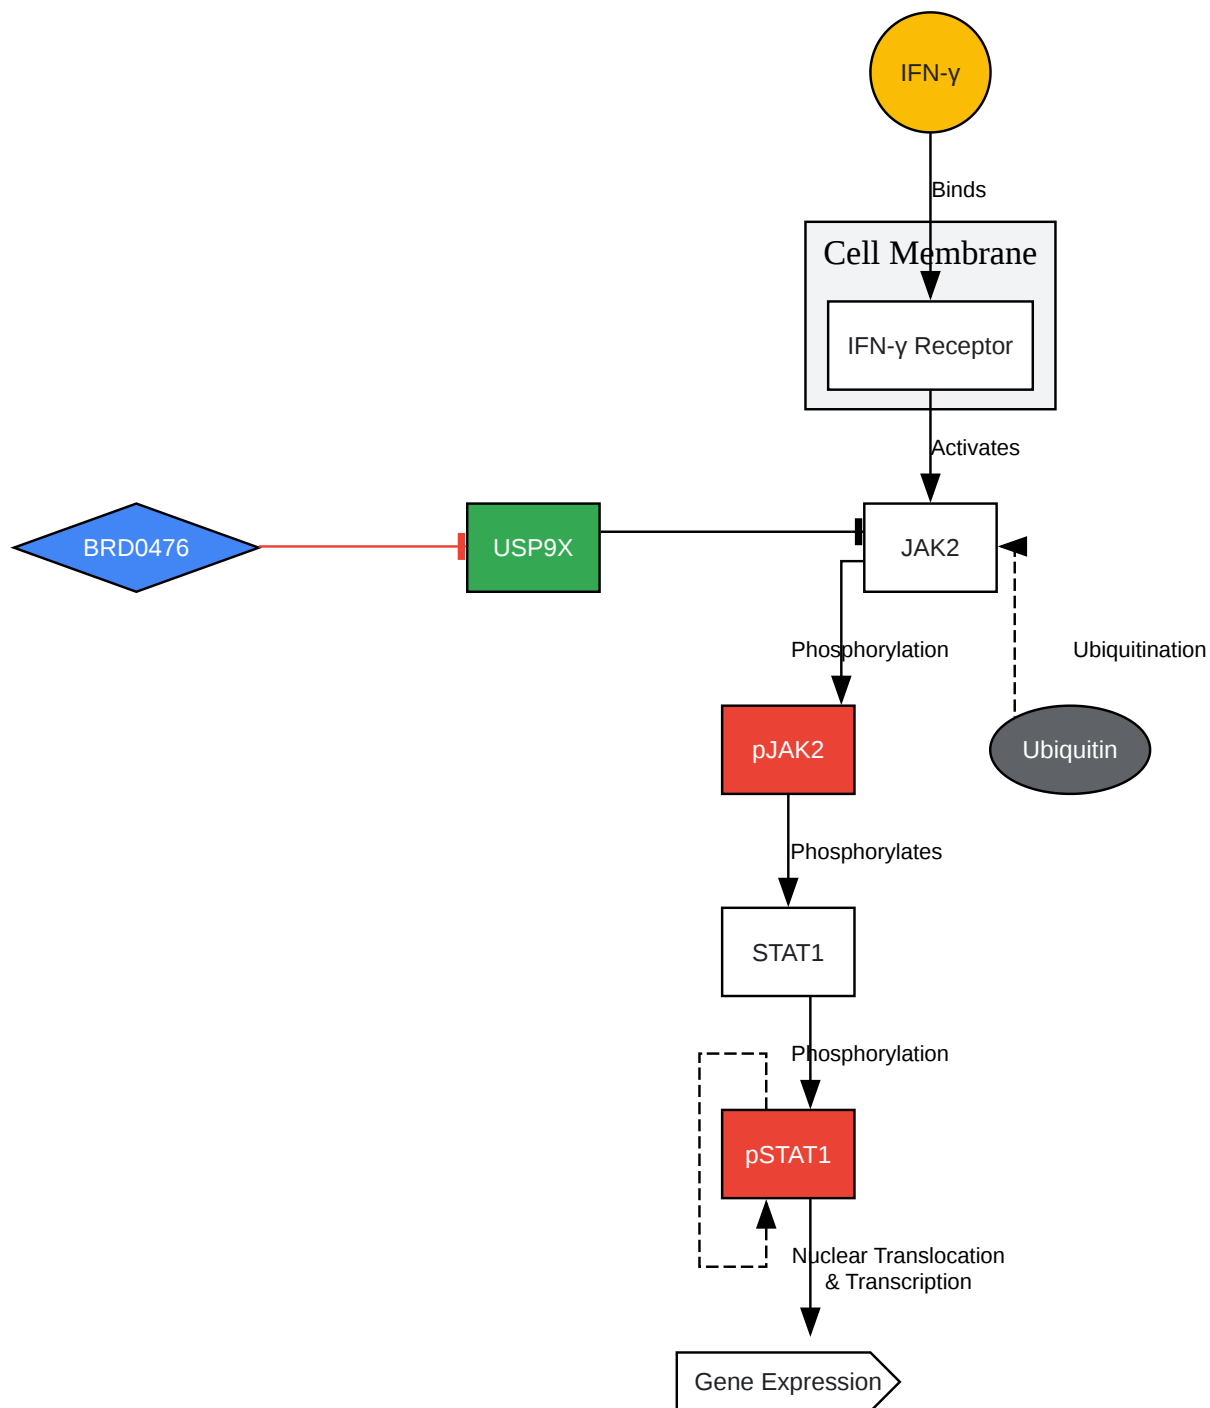 IFN-γ
Binds
Cell Membrane
IFN-γ Receptor
Activates
BRD0476
USP9X
JAK2
Phosphorylation
Ubiquitination
pJAK2
Ubiquitin
Phosphorylates
STAT1
Phosphorylation
pSTAT1
Nuclear Translocation
& Transcription
Gene Expression